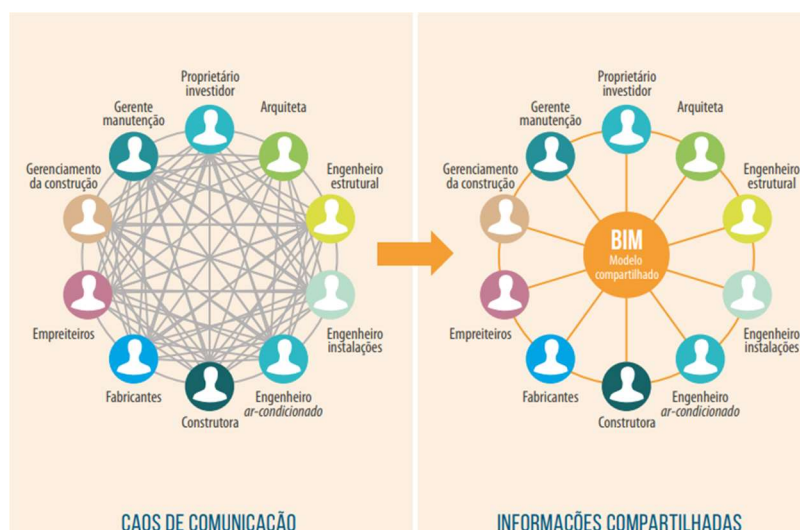 Proprietário
investidor
Gerente
manutenção
Arquiteta
Gerenciamento
da construção
Engenheiro
estrutural
Empreiteiros
Engenheiro
instalações
Fabricantes
Engenheiro
ar-condicionado
Construtora
CAOS DE COMUNICAÇÃO
Proprietário
investidor
Gerente
manutenção
Arquiteta
Gerenciamento
da construção
Engenheiro
estrutural
BIM
Modelo
compartilhado
Empreiteiros
Engenheiro
instalações
Fabricantes
Engenheiro
ar-condicionado
Construtora
INFORMAÇÕES COMPARTILHADAS